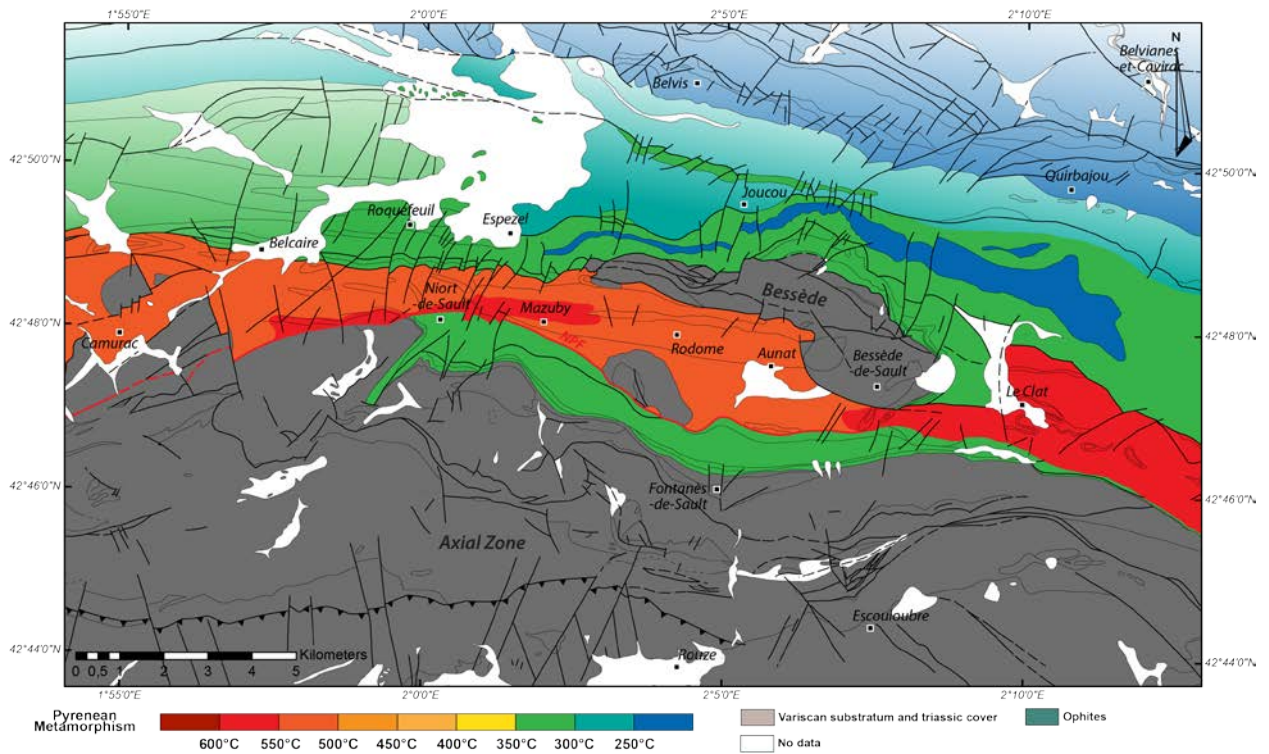 1°55'0"E 2°0'0"E 2°5'0"E 2°10'0"E
N
Belvianes
-et-Cavirac
Belvis
42°50'0"N
42°50'0"N
Quirbajou
Joucou
Roquefeuil
Espezel
Belcaire
Niort
-de-Sault
Mazuby
Bessède
42°48'0"N
42°48'0"N
Camurac
NPF
Rodome
Aunat
Bessède
-de-Sault
Le Clat
42°46'0"N
42°46'0"N
Fontanès
-de-Sault
Axial Zone
Escouloubre
42°44'0"N
42°44'0"N
Rouze
Kilometers
0 0,5 1 2 3 4 5
1°55'0"E 2°0'0"E 2°5'0"E 2°10'0"E
Pyrenean
Metamorphism
600°C 550°C 500°C 450°C 400°C 350°C 300°C 250°C
Variscan substratum and triassic cover
Ophites
No data